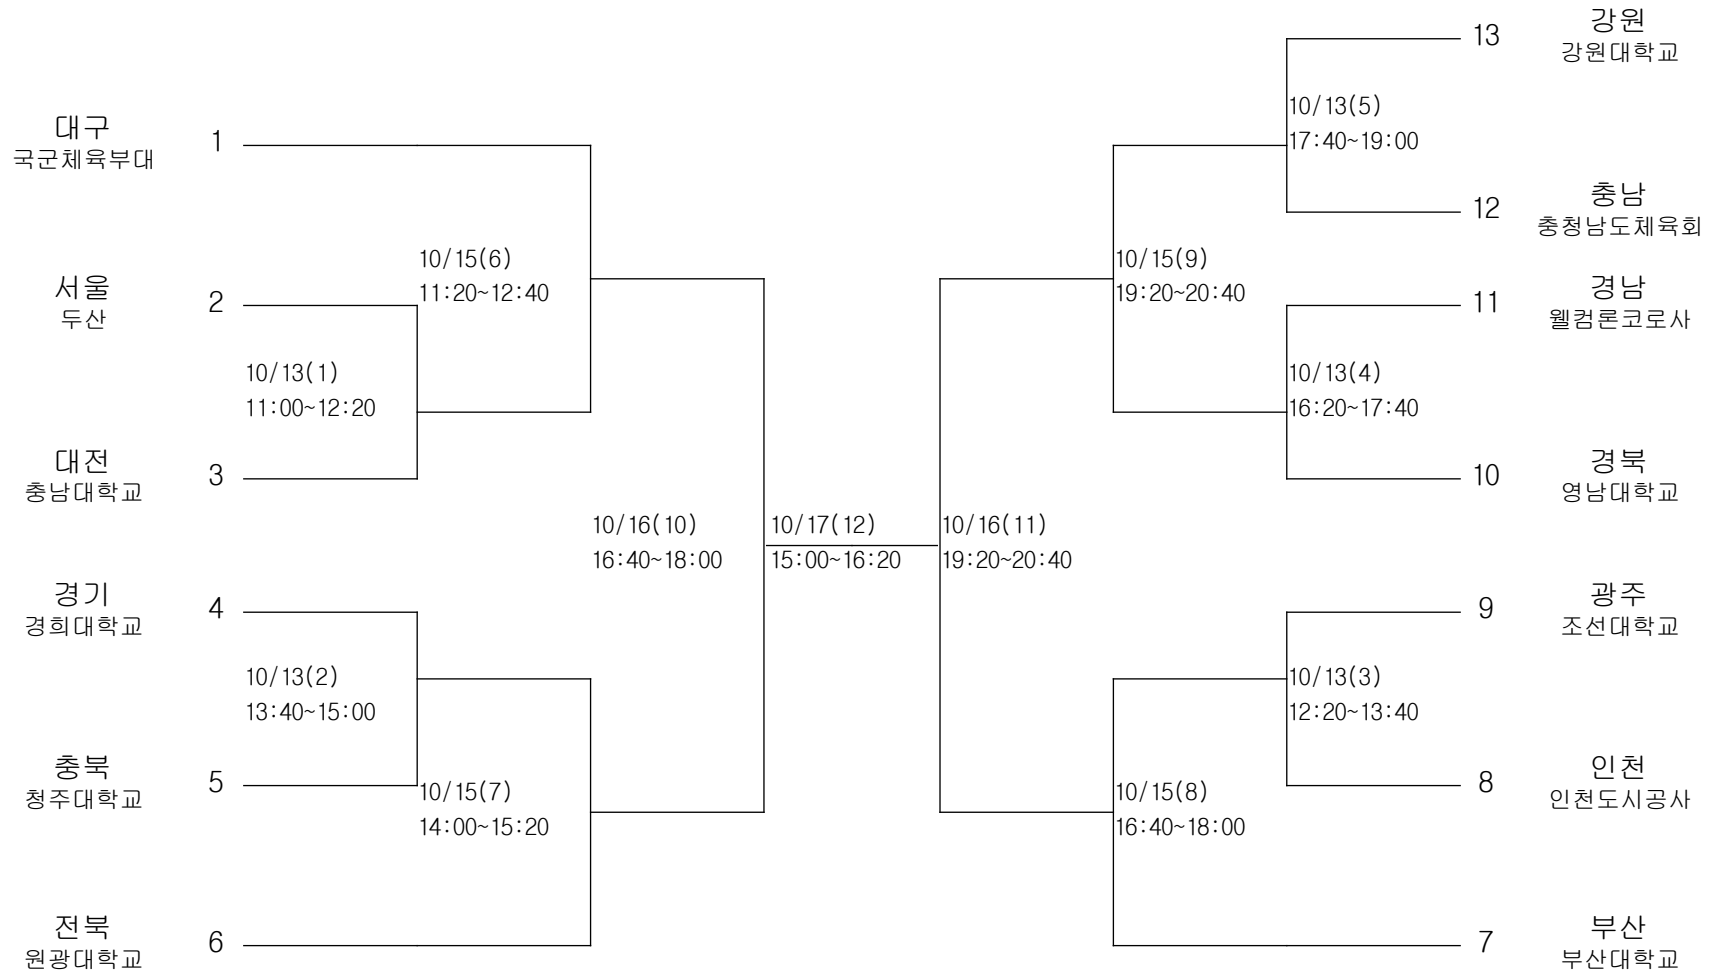 대구
국군체육부대
1
서울
두산
2
10/13(1)
11:00~12:20
10/15(6)
11:20~12:40
대전
충남대학교
3
경기
경희대학교
4
10/13(2)
13:40~15:00
충북
청주대학교
5
10/15(7)
14:00~15:20
전북
원광대학교
6
10/16(10)
16:40~18:00
10/17(12)
15:00~16:20
10/16(11)
19:20~20:40
13
강원
강원대학교
10/13(5)
17:40~19:00
12
충남
충청남도체육회
10/15(9)
19:20~20:40
11
경남
웰컴론코로사
10/13(4)
16:20~17:40
10
경북
영남대학교
9
광주
조선대학교
10/13(3)
12:20~13:40
8
인천
인천도시공사
10/15(8)
16:40~18:00
7
부산
부산대학교